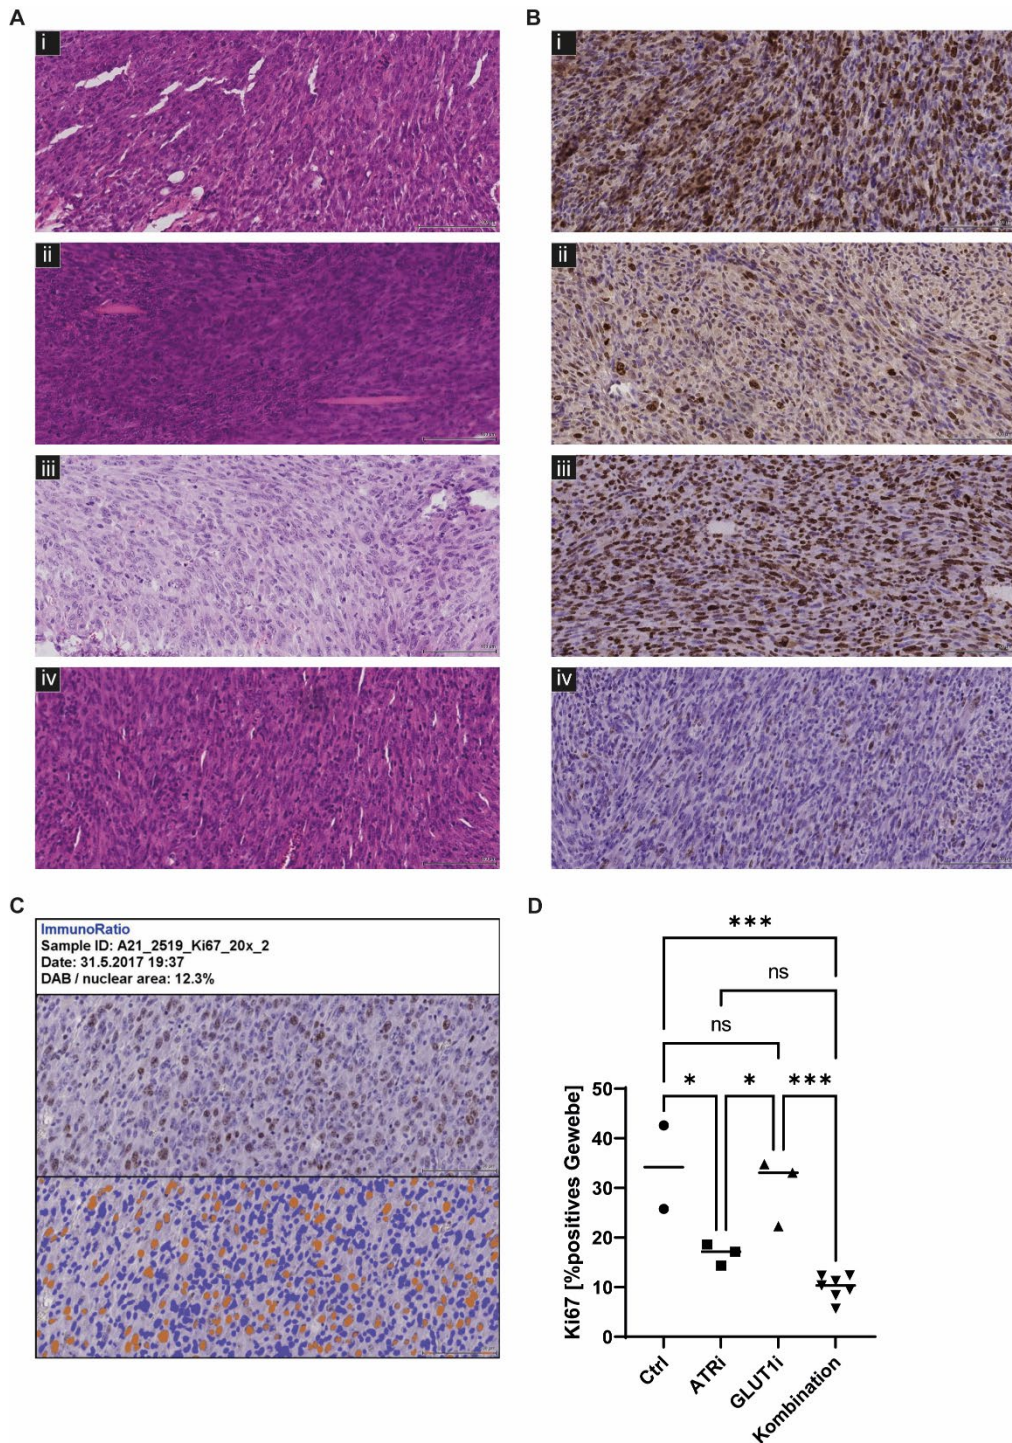 A
B
i
i
ii
ii
iii
iii
iv
iv
C
D
ImmunoRatio
Sample ID: A21_2519_Ki67_20x_2
Date: 31.5.2017 19:37
DAB / nuclear area: 12.3%
***
ns
ns
* * ***
50
40
30
20
10
0
Ki67 [%positives Gewebe]
Ctrl
ATRi
GLUT1i
Kombination